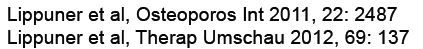 Lippuner et al, Osteoporos Int 2011, 22: 2487
Lippuner et al, Therap Umschau 2012, 69: 137